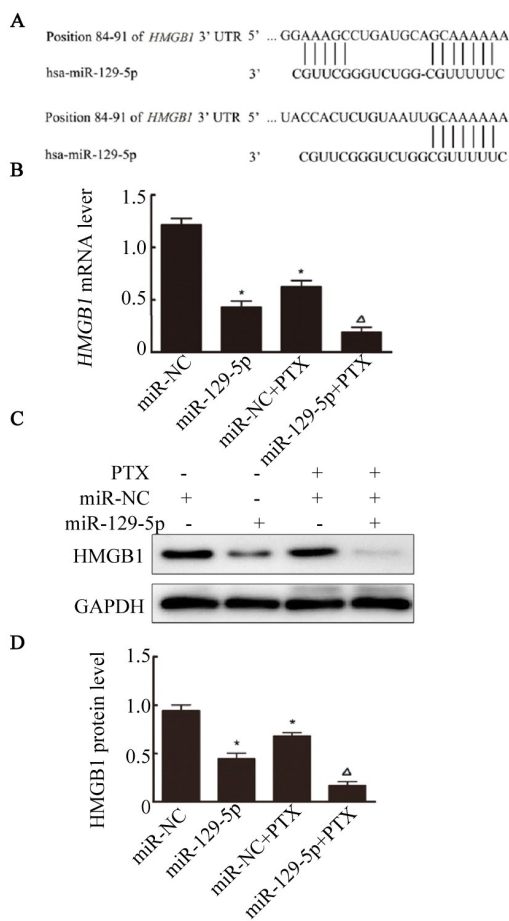 A
Position 84-91 of HMGB1 3' UTR 5' ... GGAAAGCCUGAUGCAGCAAAAAA
hsa-miR-129-5p 3' CGUUCGGGUCUGG-CGUUUUUC
Position 84-91 of HMGB1 3' UTR 5' ... UACCACUCUGUAAUUGCAAAAAA
hsa-miR-129-5p 3' CGUUCGGGUCUGGCGUUUUUC
B
HMGB1 mRNA lever
1.5
1.0
0.5
0
* * △
miR-NC
miR-129-5p
miR-NC+PTX
miR-129-5p+PTX
C
PTX - - + +
miR-NC + - + +
miR-129-5p - + - +
HMGB1
GAPDH
D
HMGB1 protein level
1.5
1.0
0.5
0
* * △
miR-NC
miR-129-5p
miR-NC+PTX
miR-129-5p+PTX